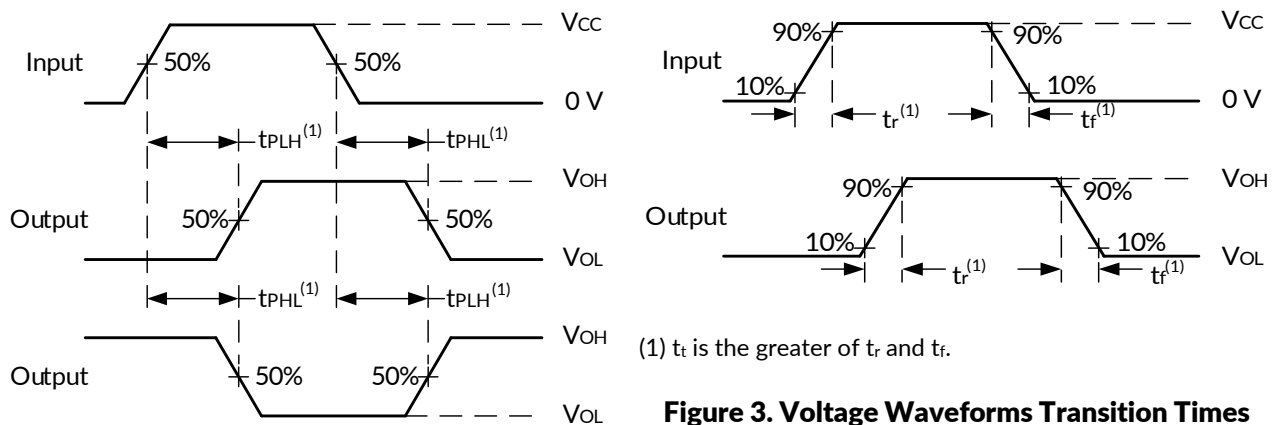 VCC
Input
50%
50%
0 V
tPLH(1)
tPHL(1)
VOH
Output
50%
50%
VOL
tPHL(1)
tPLH(1)
VOH
Output
50%
50%
VOL
VCC
90%
90%
Input
10%
10%
0 V
tr(1)
tf(1)
VOH
90%
90%
Output
10%
10%
VOL
tr(1)
tf(1)
(1) tt is the greater of tr and tf.
Figure 3. Voltage Waveforms Transition Times